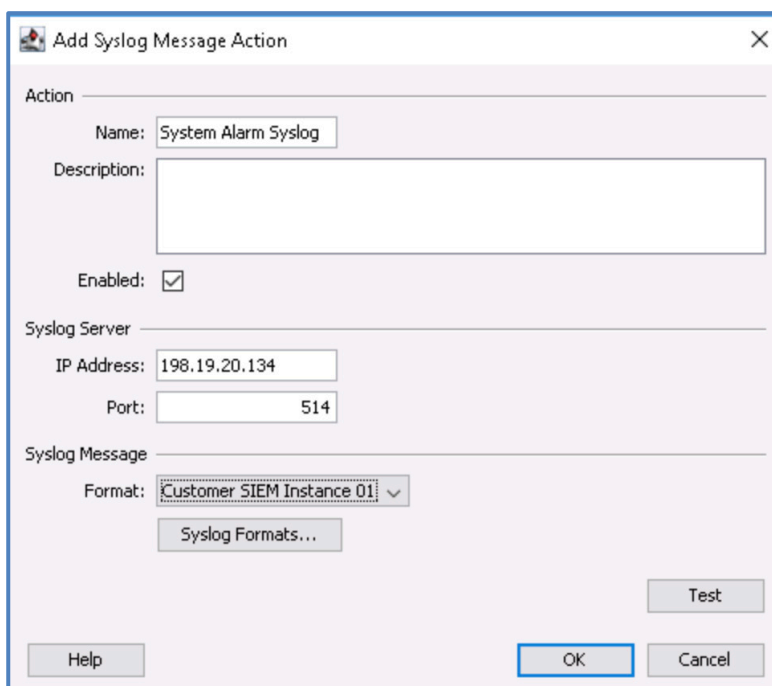 Add Syslog Message Action
Action
Name: System Alarm Syslog
Description:
Enabled:
Syslog Server
IP Address: 198.19.20.134
Port: 514
Syslog Message
Format: Customer SIEM Instance 01
Syslog Formats...
Test
Help OK Cancel